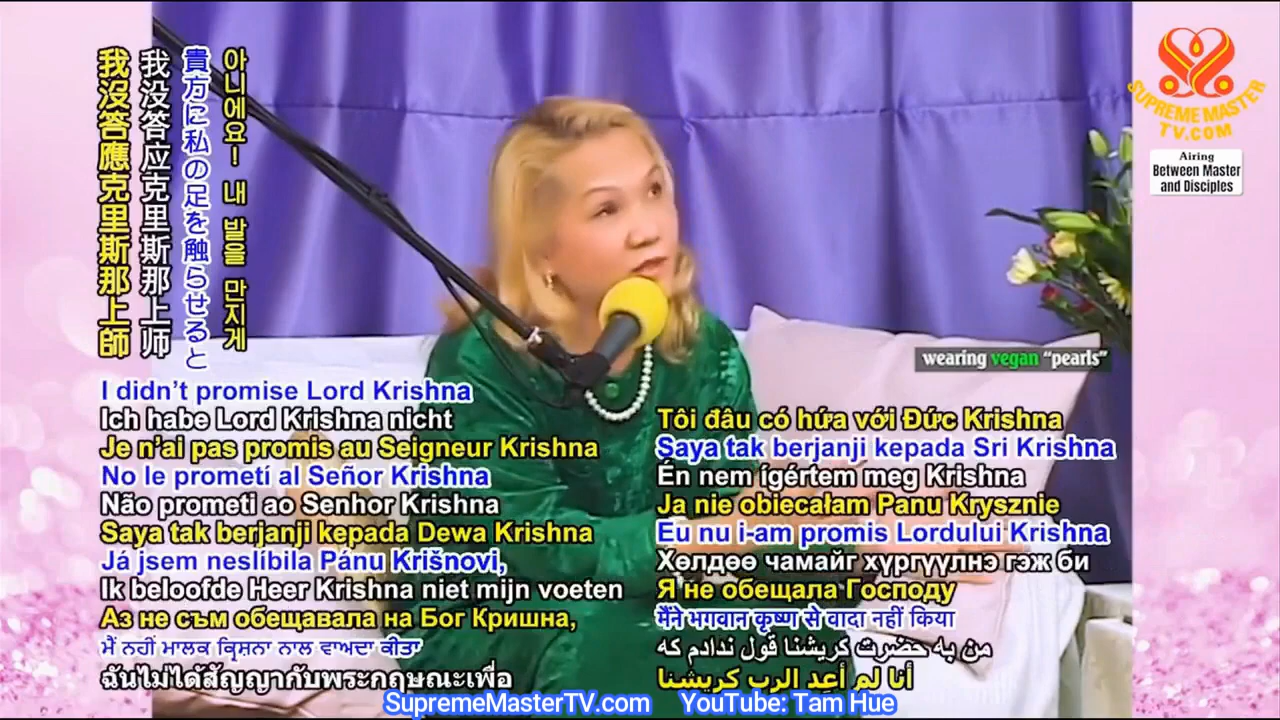 아니에요! 내 발을 만지게
貴方に私の足を触らせると
我没答应克里斯那上师
我沒答應克里斯那上師
SUPREME MASTER
TV.COM
Airing
Between Master
and Disciples
wearing vegan “pearls”
I didn’t promise Lord Krishna
Ich habe Lord Krishna nicht
Je n’ai pas promis au Seigneur Krishna
No le prometí al Señor Krishna
Não prometi ao Senhor Krishna
Saya tak berjanji kepada Dewa Krishna
Já jsem neslíbila Pánu Krišnovi,
Ik beloofde Heer Krishna niet mijn voeten
Аз не съм обещавала на Бог Кришна,
ਮੈਂ ਨਹੀਂ ਮਾਲਕ ਕ੍ਰਿਸ਼ਨਾ ਨਾਲ ਵਾਅਦਾ ਕੀਤਾ
ฉันไม่ได้สัญญากับพระกฤษณะเพื่อ
Tôi đâu có hứa với Đức Krishna
Saya tak berjanji kepada Sri Krishna
Én nem ígértem meg Krishna
Ja nie obiecałam Panu Krysznie
Eu nu i-am promis Lordului Krishna
Хөлдөө чамайг хүргүүлнэ гэж би
Я не обещала Господу
मैंने भगवान कृष्ण से वादा नहीं किया
من به حضرت کریشنا قول ندادم که
أنا لم أعِد الرب كريشنا
SupremeMasterTV.com YouTube: Tam Hue